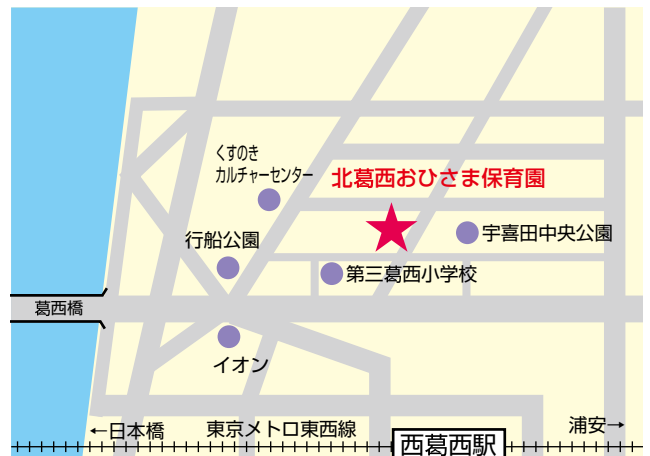 くすのき
カルチャーセンター
北葛西おひさま保育園
行船公園
宇喜田中央公園
第三葛西小学校
葛西橋
イオン
←日本橋
東京メトロ東西線
浦安→
西葛西駅